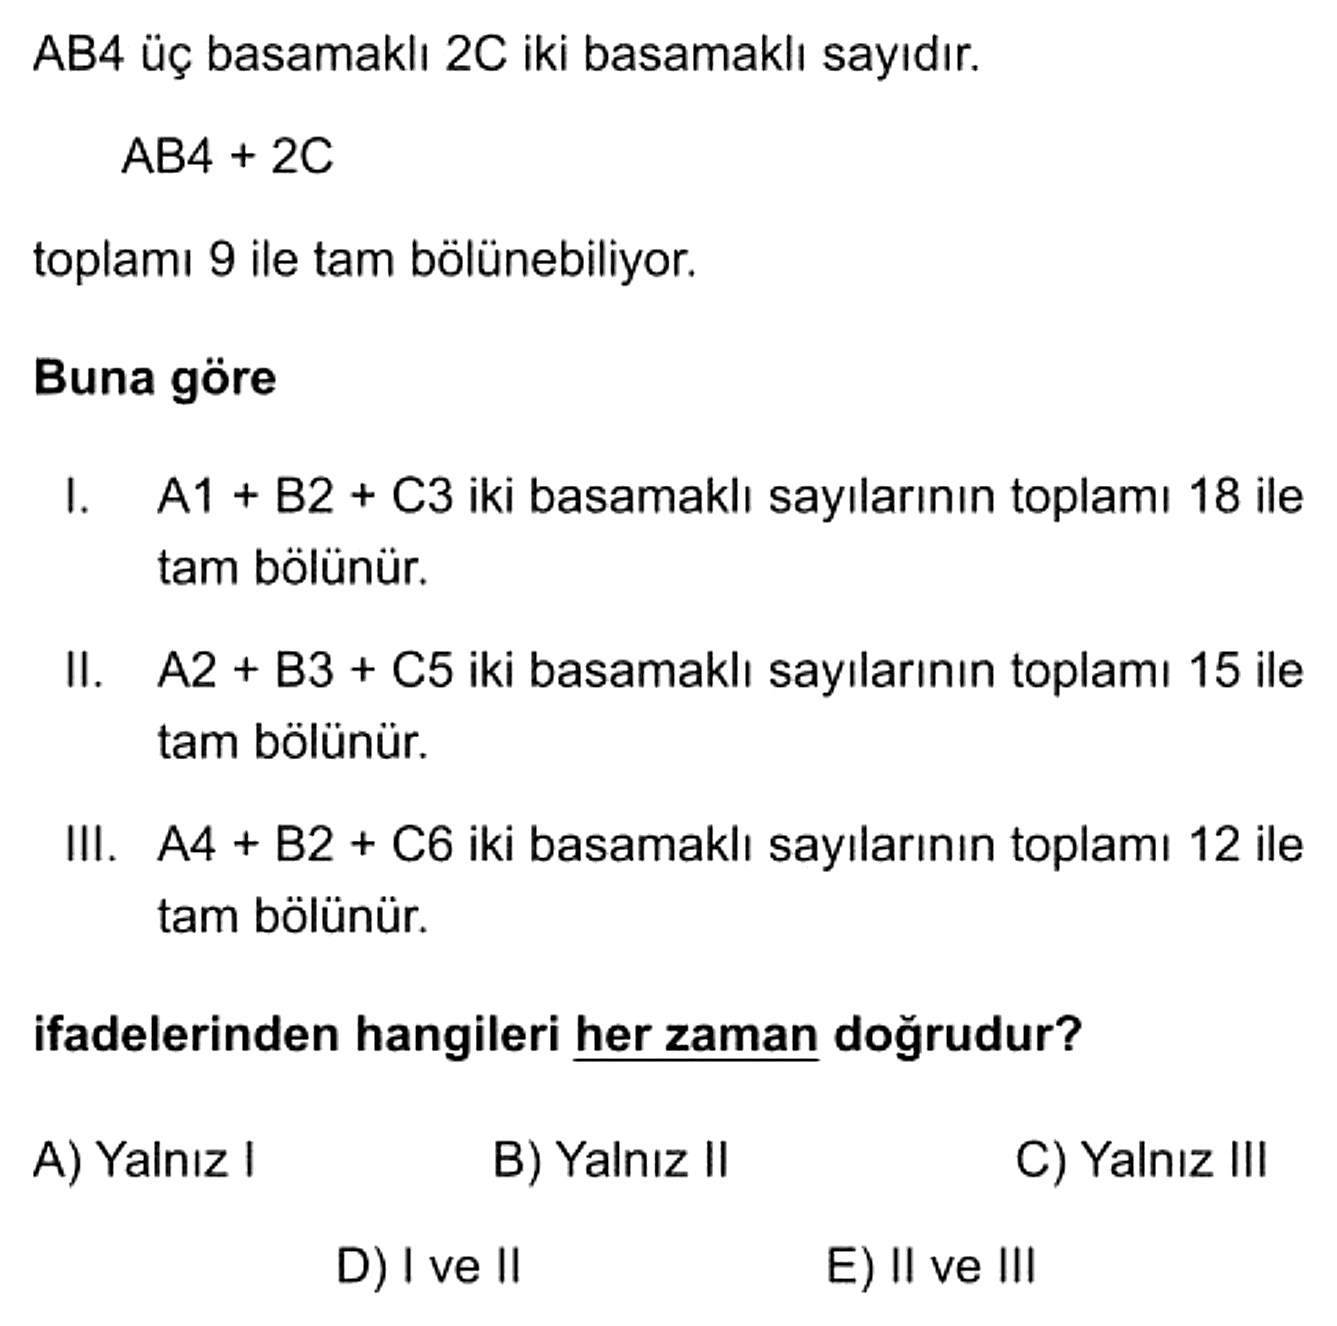 AB4 üç basamaklı 2C iki basamaklı sayıdır.
AB4 + 2C
toplamı 9 ile tam bölünebiliyor.
Buna göre
I. A1 + B2 + C3 iki basamaklı sayılarının toplamı 18 ile
tam bölünür.
II. A2 + B3 + C5 iki basamaklı sayılarının toplamı 15 ile
tam bölünür.
III. A4 + B2 + C6 iki basamaklı sayılarının toplamı 12 ile
tam bölünür.
ifadelerinden hangileri her zaman doğrudur?
A) Yalnız I B) Yalnız II C) Yalnız III
D) I ve II E) II ve III